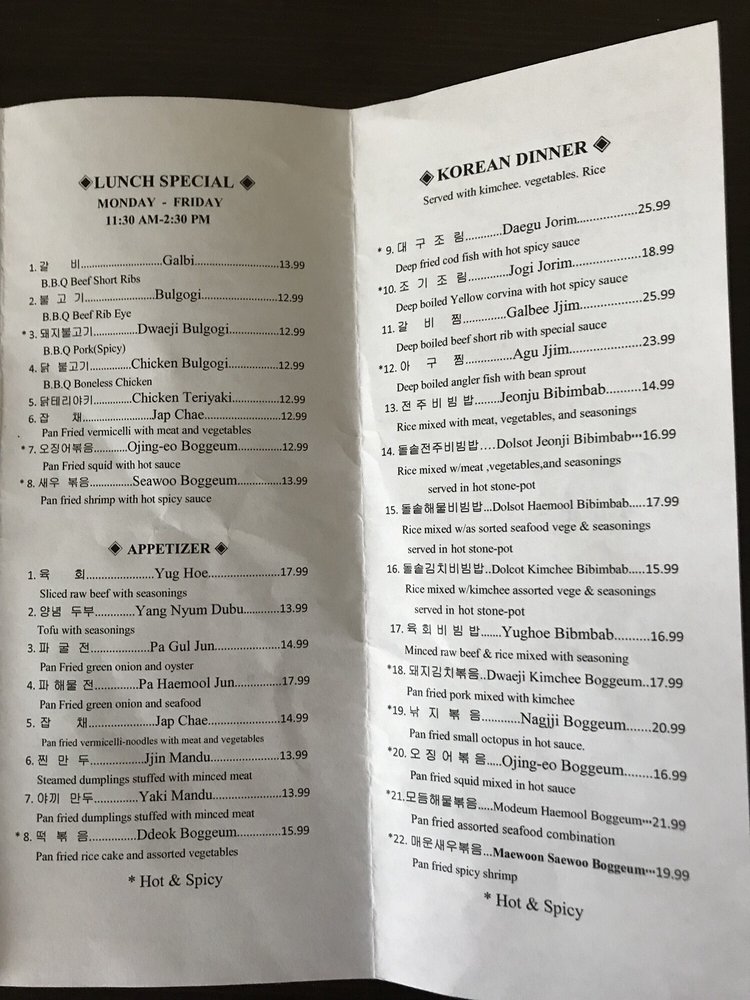 ◈LUNCH SPECIAL◈
MONDAY - FRIDAY
11:30 AM-2:30 PM
1. 갈 비..............................Galbi...............................13.99
B.B.Q Beef Short Ribs
2. 불 고 기..........................Bulgogi............................12.99
B.B.Q Beef Rib Eye
* 3. 돼지불고기................Dwaeji Bulgogi..................12.99
B.B.Q Pork(Spicy)
4. 닭 불고기...............Chicken Bulgogi..................12.99
B.B.Q Boneless Chicken
5. 닭테리야키..............Chicken Teriyaki.................12.99
6. 잡 채..........................Jap Chae............................12.99
Pan Fried vermicelli with meat and vegetables
* 7. 오징어볶음............Ojing-eo Boggeum...............12.99
Pan Fried squid with hot sauce
* 8. 새우 볶음................Seawoo Boggeum...............13.99
Pan fried shrimp with hot spicy sauce
◈ APPETIZER ◈
1. 육 회......................Yug Hoe.......................17.99
Sliced raw beef with seasonings
2. 양념 두부.............Yang Nyum Dubu.............13.99
Tofu with seasonings
3. 파 굴 전....................Pa Gul Jun......................14.99
Pan Fried green onion and oyster
4. 파 해물 전..............Pa Haemool Jun...............17.99
Pan Fried green onion and seafood
5. 잡 채......................Jap Chae........................14.99
Pan fried vermicelli-noodles with meat and vegetables
6. 찐 만 두..................Jjin Mandu.......................13.99
Steamed dumplings stuffed with minced meat
7. 야끼 만두................Yaki Mandu......................13.99
Pan fried dumplings stuffed with minced meat
* 8. 떡 볶 음................Ddeok Boggeum..............15.99
Pan fried rice cake and assorted vegetables
* Hot & Spicy
◈ KOREAN DINNER ◈
Served with kimchee. vegetables. Rice
* 9. 대 구 조 림............Daegu Jorim..................25.99
Deep fried cod fish with hot spicy sauce
*10. 조 기 조 림.............Jogi Jorim......................18.99
Deep boiled Yellow corvina with hot spicy sauce
11. 갈 비 찜.............Galbee Jjim....................25.99
Deep boiled beef short rib with special sauce
*12. 아 구 찜...............Agu Jjim......................23.99
Deep boiled angler fish with bean sprout
13. 전 주 비 빔 밥........Jeonju Bibimbab...........14.99
Rice mixed with meat, vegetables, and seasonings
14. 돌솥전주비빔밥....Dolsot Jeonji Bibimbab···16.99
Rice mixed w/meat ,vegetables,and seasonings
served in hot stone-pot
15. 돌솥해물비빔밥...Dolsot Haemool Bibimbab.....17.99
Rice mixed w/as sorted seafood vege & seasonings
served in hot stone-pot
16. 돌솥김치비빔밥..Dolcot Kimchee Bibimbab.....15.99
Rice mixed w/kimchee assorted vege & seasonings
served in hot stone-pot
17. 육 회 비 빔 밥.......Yughoe Bibmbab..........16.99
Minced raw beef & rice mixed with seasoning
*18. 돼지김치볶음..Dwaeji Kimchee Boggeum..17.99
Pan fried pork mixed with kimchee
*19. 낚 지 볶 음............Nagjji Boggeum.......20.99
Pan fried small octopus in hot sauce.
*20. 오 징 어 볶 음.....Ojing-eo Boggeum........16.99
Pan fried squid mixed in hot sauce
*21.모듬해물볶음.....Modeum Haemool Boggeum···21.99
Pan fried assorted seafood combination
*22. 매운새우볶음...Maewoon Saewoo Boggeum···19.99
Pan fried spicy shrimp
* Hot & Spicy